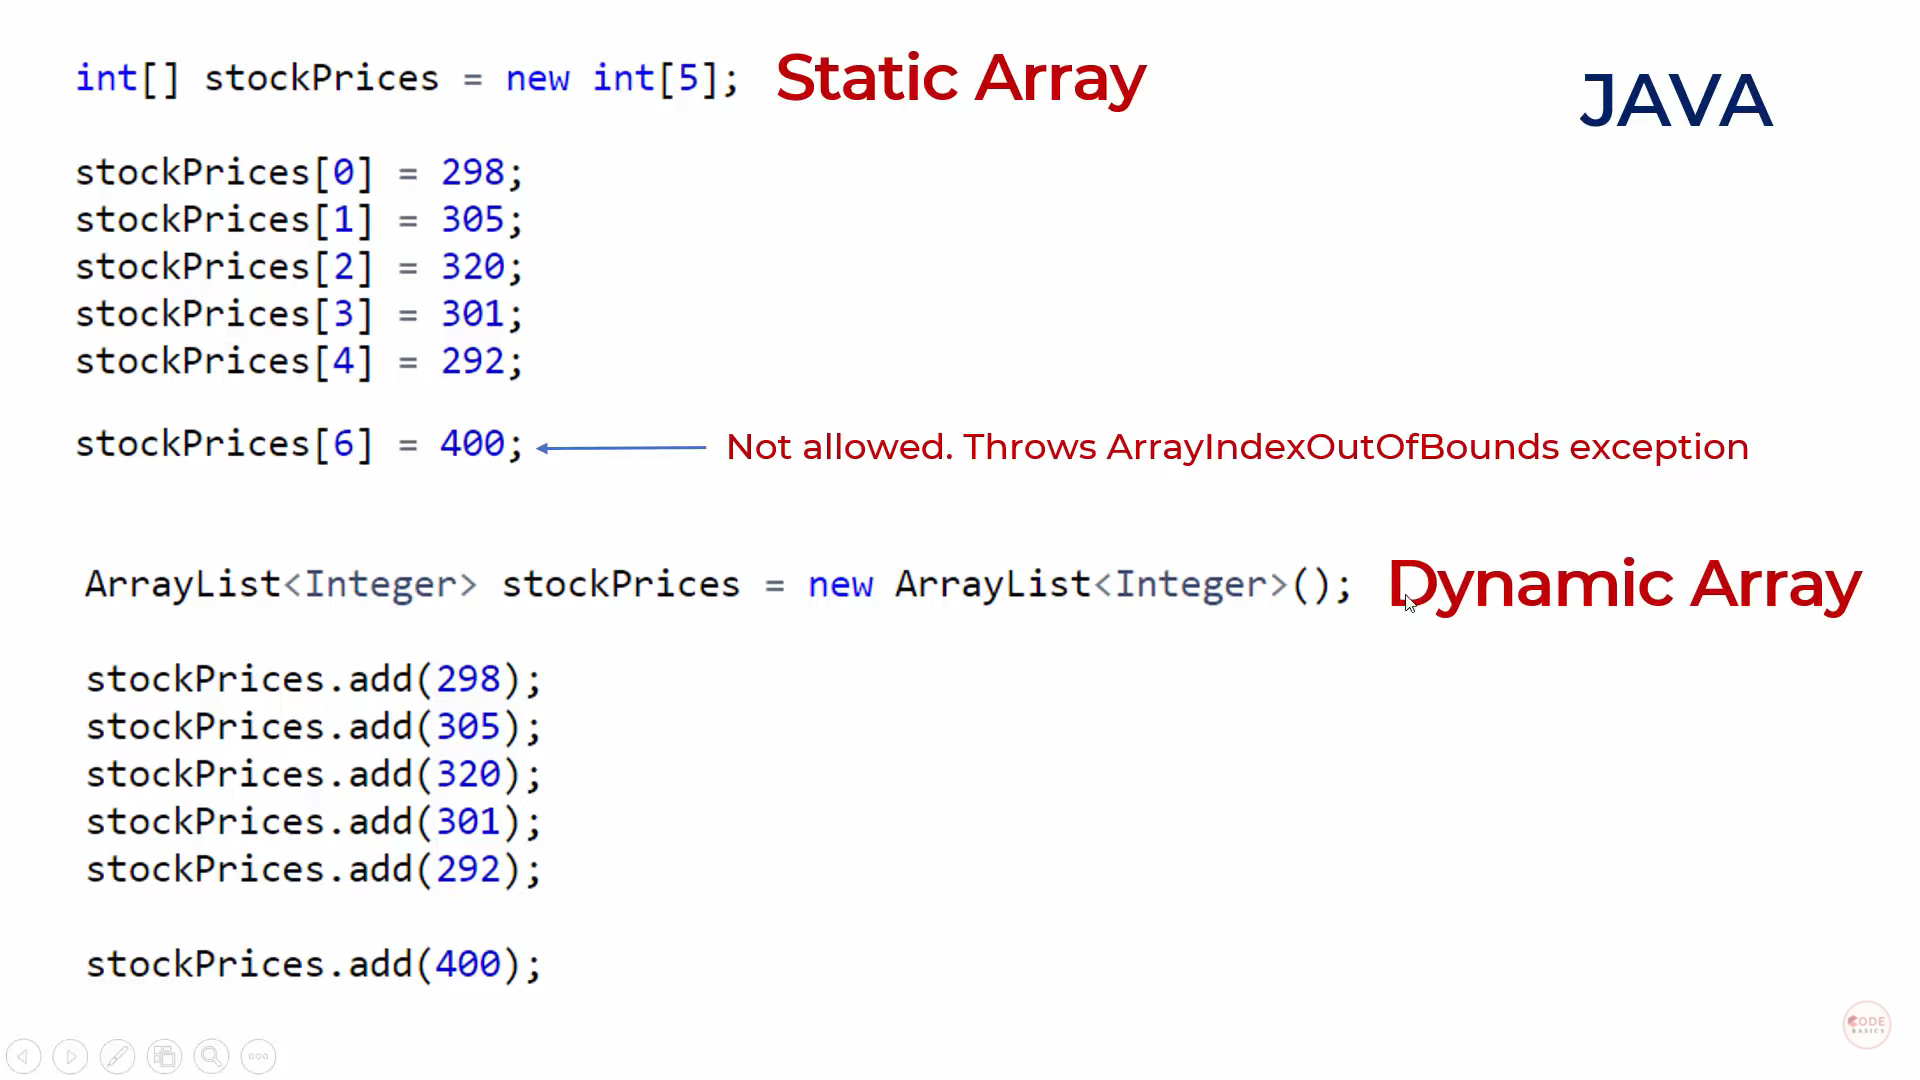 int[] stockPrices = new int[5]; Static Array
JAVA
stockPrices[0] = 298;
stockPrices[1] = 305;
stockPrices[2] = 320;
stockPrices[3] = 301;
stockPrices[4] = 292;
stockPrices[6] = 400; Not allowed. Throws ArrayIndexOutOfBounds exception
ArrayList<Integer> stockPrices = new ArrayList<Integer>(); Dynamic Array
stockPrices.add(298);
stockPrices.add(305);
stockPrices.add(320);
stockPrices.add(301);
stockPrices.add(292);
stockPrices.add(400);
CODE
BASICS